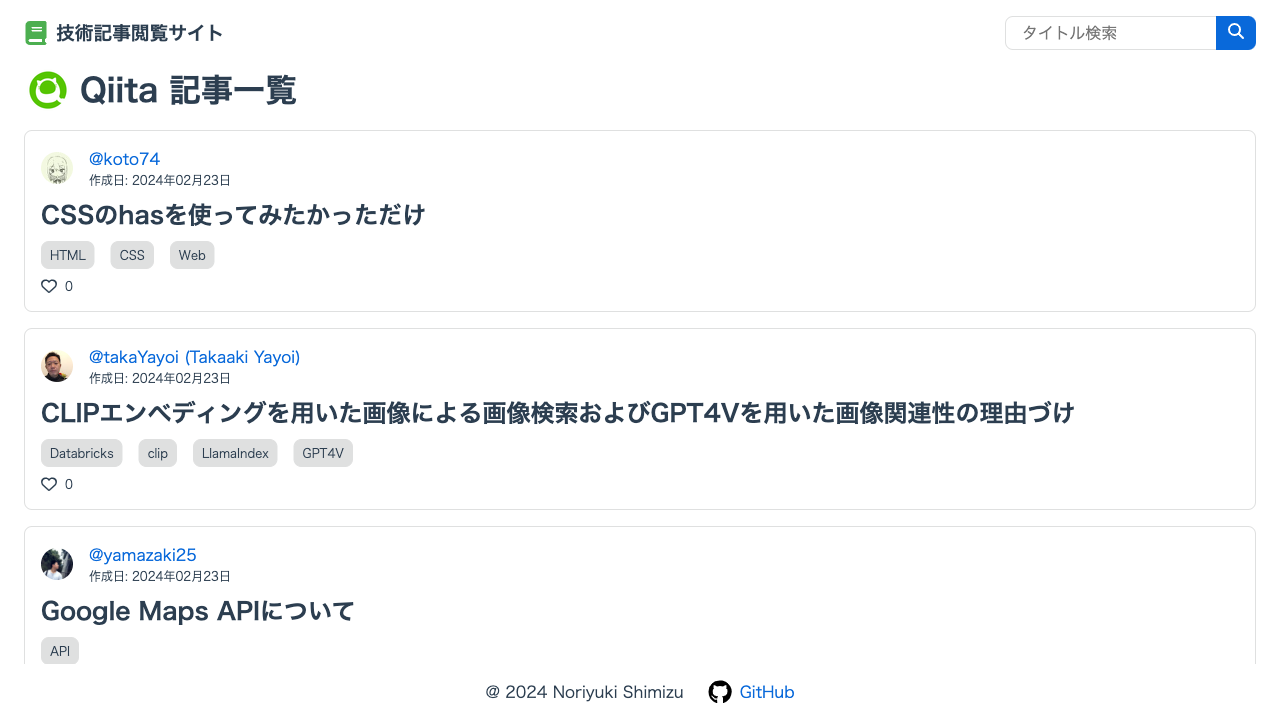 技術記事閲覧サイト
タイトル検索
Qiita 記事一覧
@koto74
作成日: 2024年02月23日
CSSのhasを使ってみたかっただけ
HTML CSS Web
0
@takaYayoi (Takaaki Yayoi)
作成日: 2024年02月23日
CLIPエンべディングを用いた画像による画像検索およびGPT4Vを用いた画像関連性の理由づけ
Databricks clip LlamaIndex GPT4V
0
@yamazaki25
作成日: 2024年02月23日
Google Maps APIについて
API
@ 2024 Noriyuki Shimizu GitHub